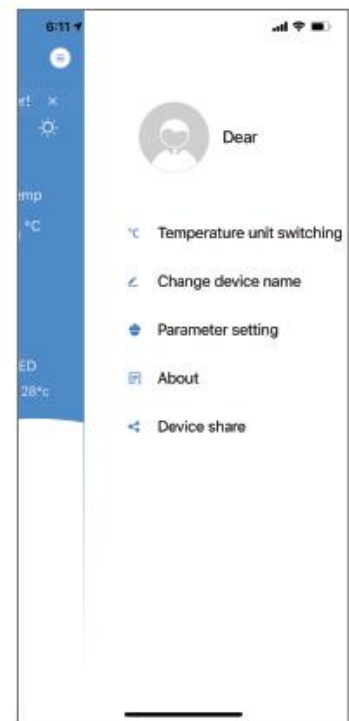 6:11
r! ×
emp
°C
ED
28°c
Dear
°C Temperature unit switching
Change device name
Parameter setting
About
Device share